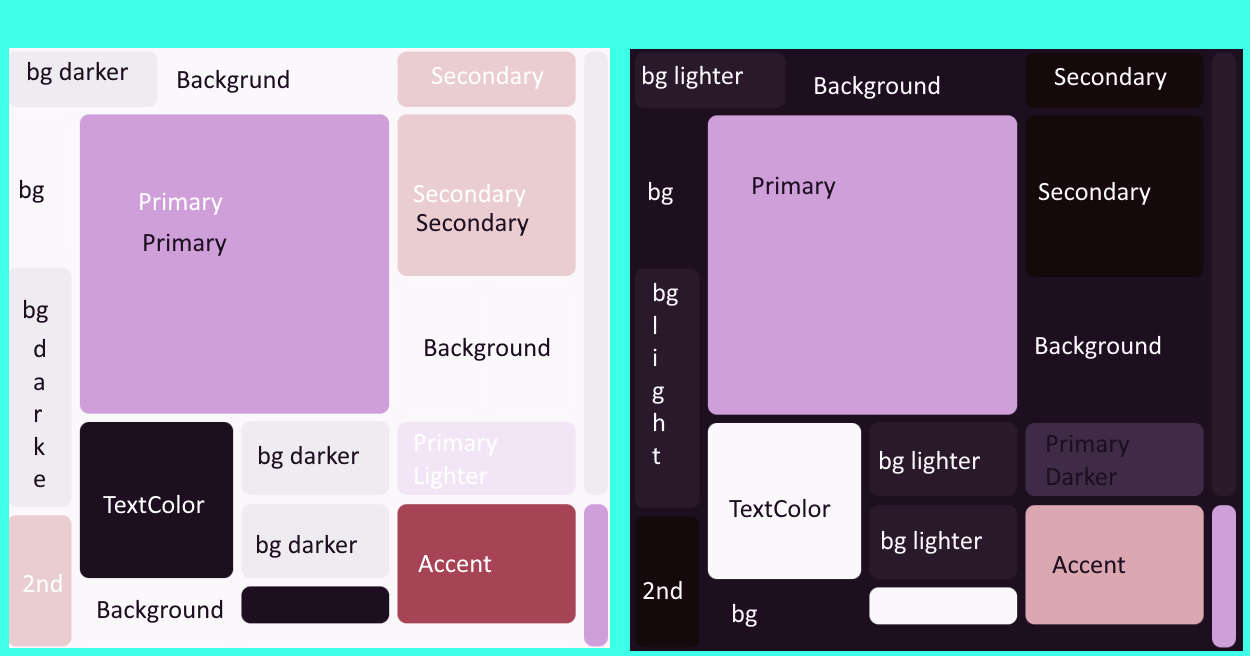 bg darker
Backgrund
Secondary
bg
Primary
Primary
Secondary
Secondary
bg
d
a
r
k
e
Background
TextColor
bg darker
Primary
Lighter
bg darker
Accent
2nd
Background
bg lighter
Background
Secondary
bg
Primary
Secondary
bg
l
i
g
h
t
Background
TextColor
bg lighter
Primary
Darker
bg lighter
Accent
2nd
bg